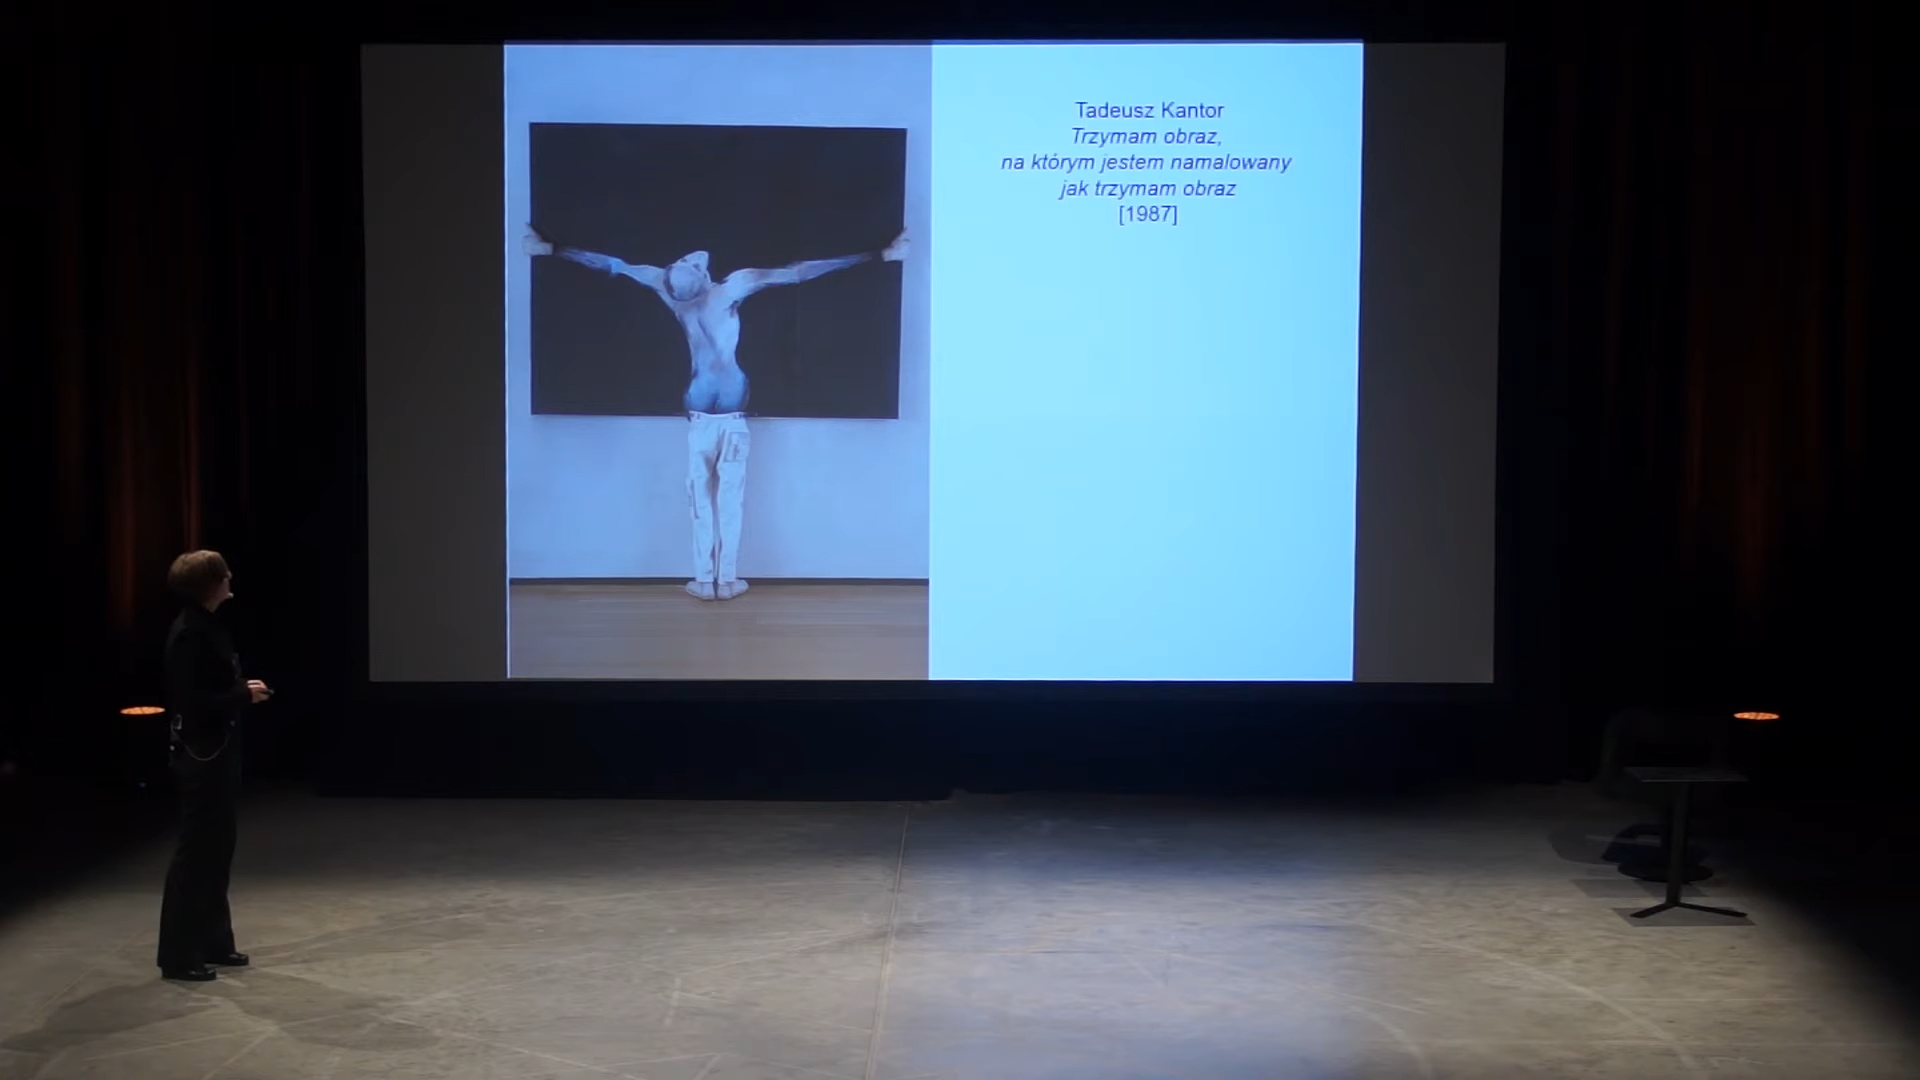 Tadeusz Kantor
Trzymam obraz,
na którym jestem namalowany
jak trzymam obraz
[1987]